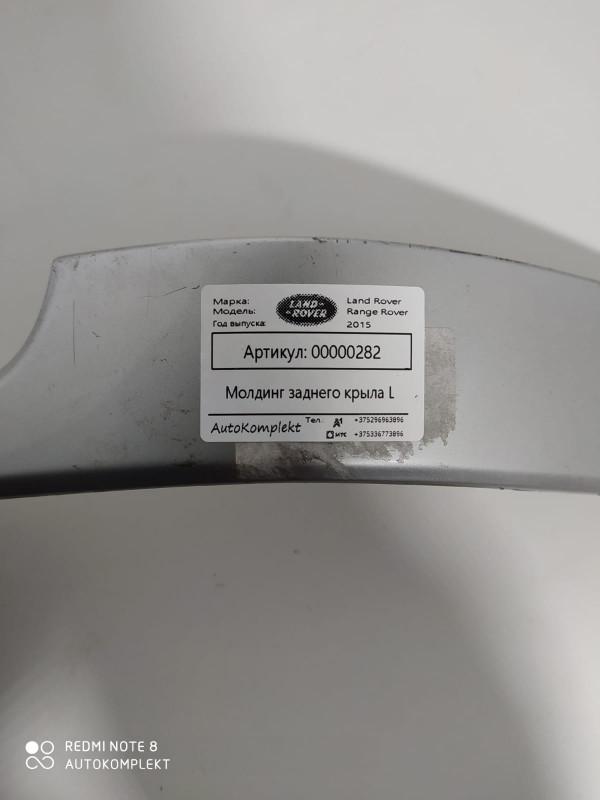 Марка: Land Rover
Модель: Range Rover
Год выпуска: 2015
LAND-
-ROVER
Артикул: 00000282
Молдинг заднего крыла L
AutoKomplekt Тел.: A1 +375296963896
мтс +375336773896
REDMI NOTE 8
AUTOKOMPLEKT